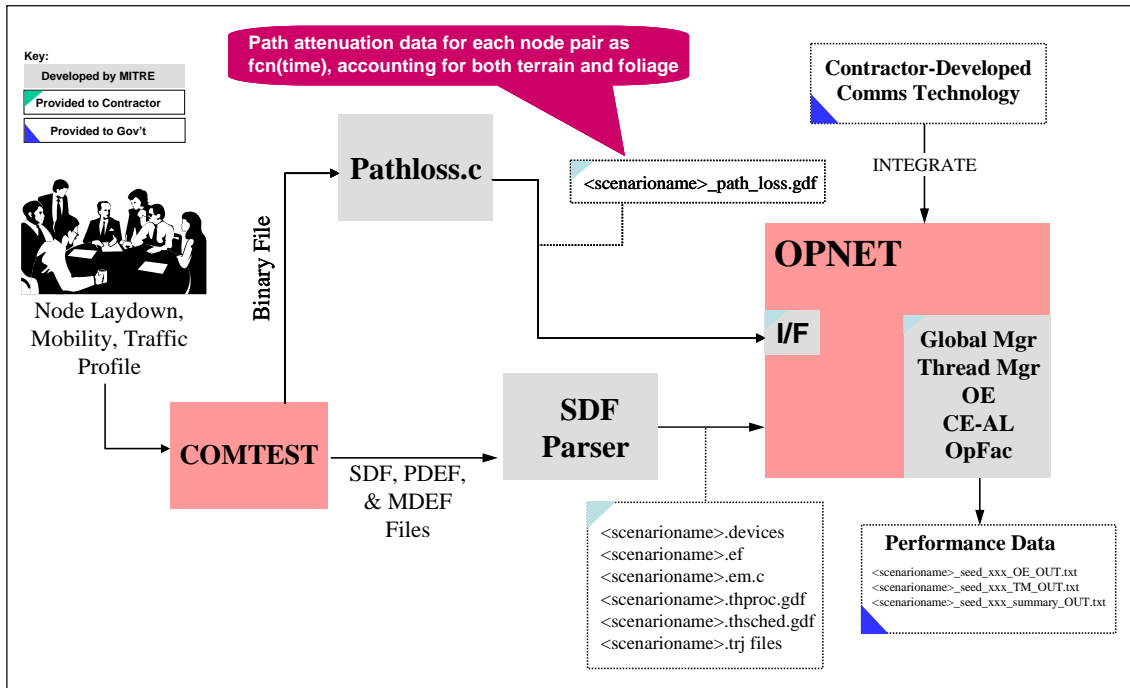 Path attenuation data for each node pair as
fcn(time), accounting for both terrain and foliage
Key:
Developed by MITRE
Provided to Contractor
Provided to Gov't
Contractor-Developed
Comms Technology
INTEGRATE
Pathloss.c
<scenarioname>_path_loss.gdf
Binary File
Node Laydown,
Mobility, Traffic
Profile
OPNET
I/F
Global Mgr
Thread Mgr
OE
CE-AL
OpFac
COMTEST
SDF, PDEF,
& MDEF
Files
SDF
Parser
<scenarioname>.devices
<scenarioname>.ef
<scenarioname>.em.c
<scenarioname>.thproc.gdf
<scenarioname>.thsched.gdf
<scenarioname>.trj files
Performance Data
<scenarioname>_seed_xxx_OE_OUT.txt
<scenarioname>_seed_xxx_TM_OUT.txt
<scenarioname>_seed_xxx_summary_OUT.txt